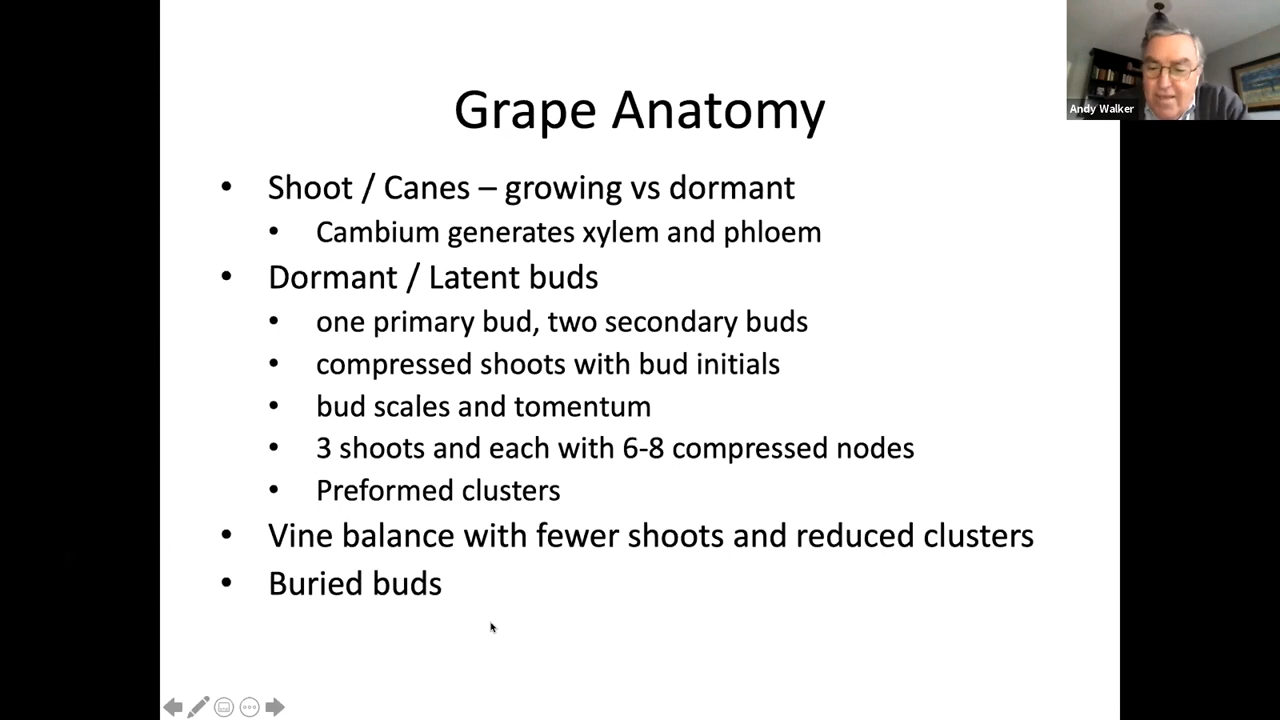 Andy Walker
Grape Anatomy
• Shoot / Canes – growing vs dormant
• Cambium generates xylem and phloem
• Dormant / Latent buds
• one primary bud, two secondary buds
• compressed shoots with bud initials
• bud scales and tomentum
• 3 shoots and each with 6-8 compressed nodes
• Preformed clusters
• Vine balance with fewer shoots and reduced clusters
• Buried buds